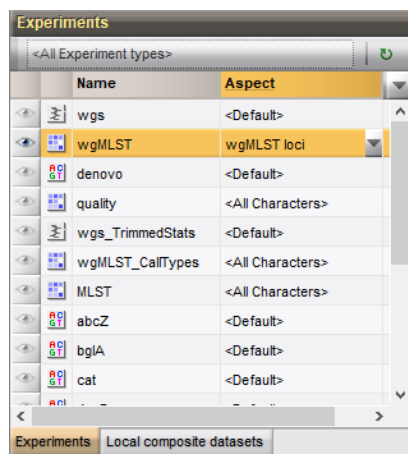 Experiments
<All Experiment types>
Name Aspect
wgs <Default>
wgMLST wgMLST loci
denovo <Default>
quality <All Characters>
wgs_TrimmedStats <Default>
wgMLST_CallTypes <All Characters>
MLST <All Characters>
abcZ <Default>
bglA <Default>
cat <Default>
Experiments Local composite datasets